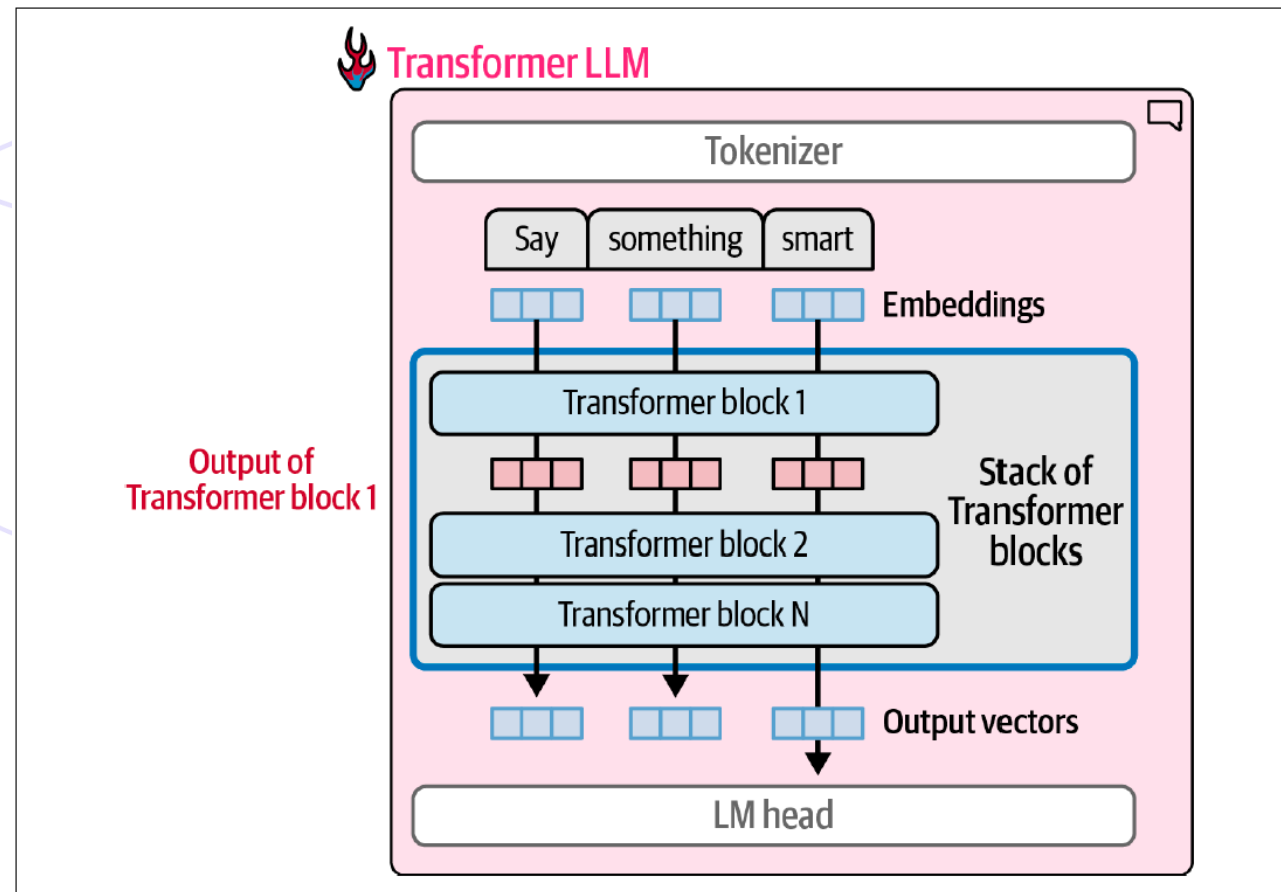 Transformer LLM
Tokenizer
Say something smart
Embeddings
Transformer block 1
Output of
Transformer block 1
Stack of
Transformer
blocks
Transformer block 2
Transformer block N
Output vectors
LM head